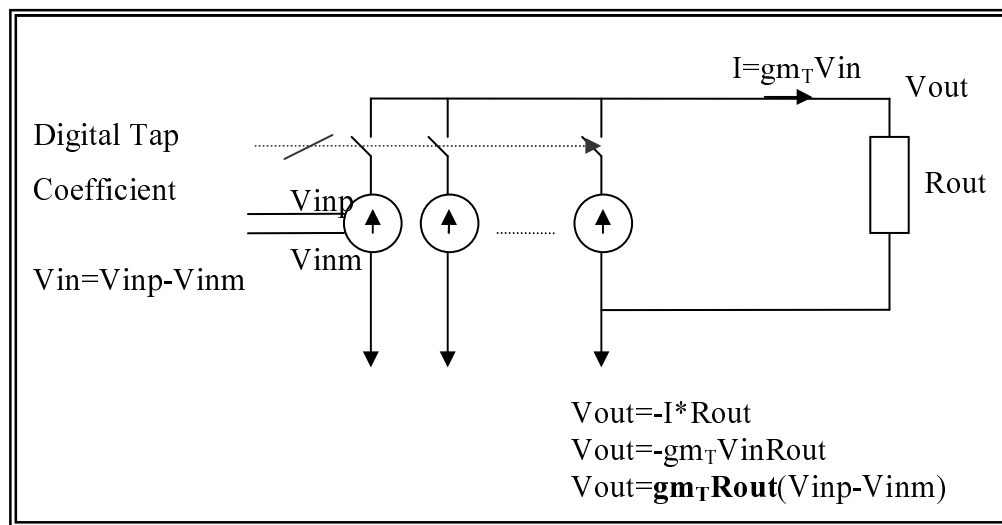 I=gmTVin
Vout
Digital Tap
Coefficient
Rout
Vinp
Vinm
Vin=Vinp-Vinm
Vout=-I*Rout
Vout=-gmTVinRout
Vout=gmTRout(Vinp-Vinm)